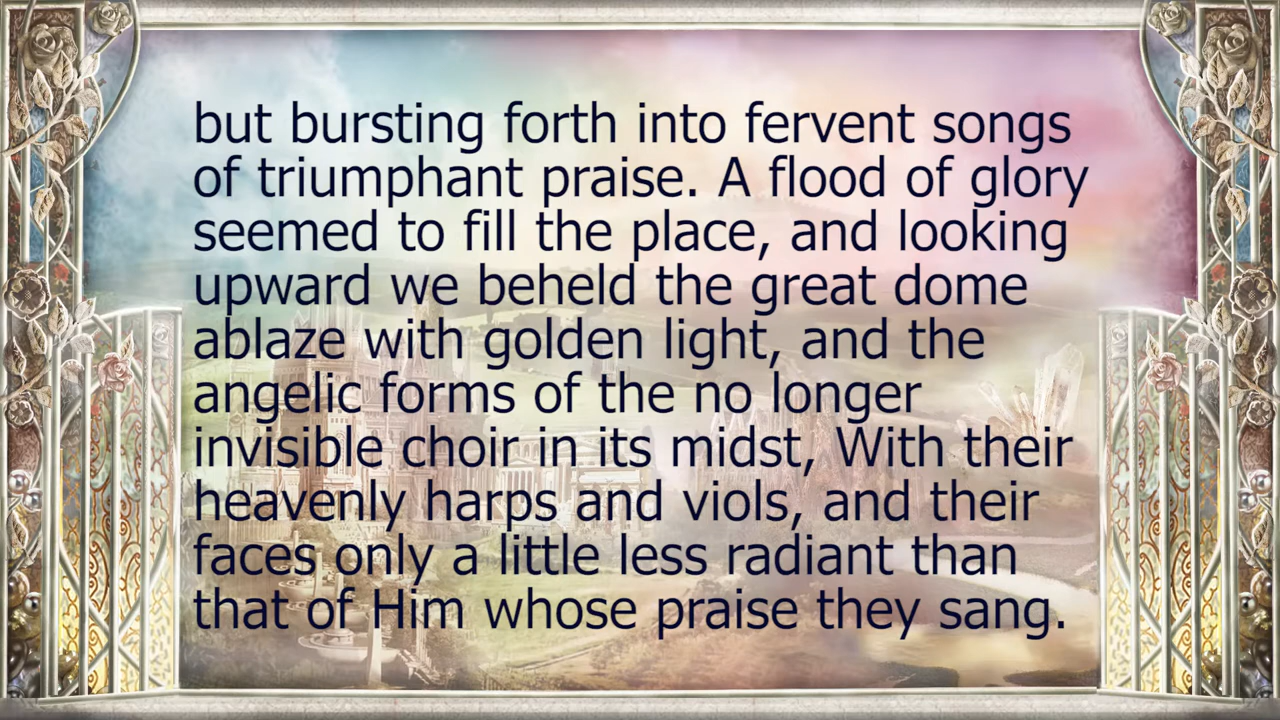 but bursting forth into fervent songs
of triumphant praise. A flood of glory
seemed to fill the place, and looking
upward we beheld the great dome
ablaze with golden light, and the
angelic forms of the no longer
invisible choir in its midst, With their
heavenly harps and viols, and their
faces only a little less radiant than
that of Him whose praise they sang.